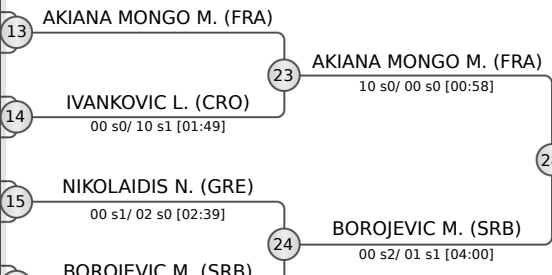 AKIANA MONGO M. (FRA)
13
AKIANA MONGO M. (FRA)
23
10 s0/ 00 s0 [00:58]
IVANKOVIC L. (CRO)
14
00 s0/ 10 s1 [01:49]
NIKOLAIDIS N. (GRE)
15
00 s1/ 02 s0 [02:39]
BOROJEVIC M. (SRB)
24
00 s2/ 01 s1 [04:00]
BOROJEVIC M. (SRB)